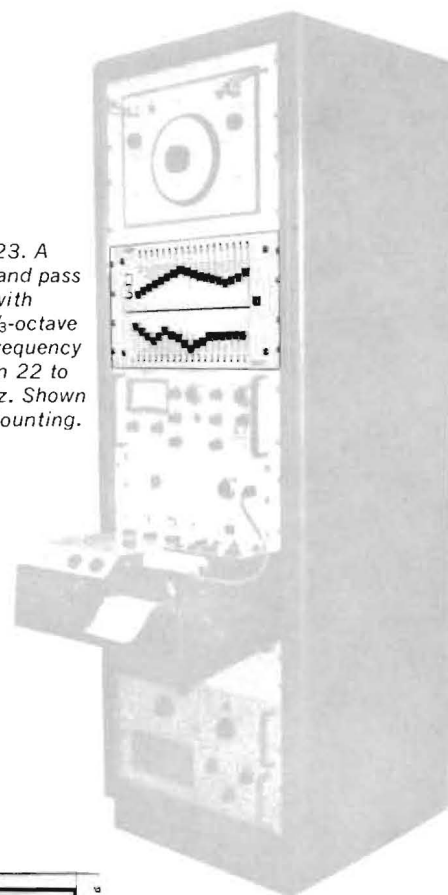 23. A
and pass
with
⅓-octave
requency
n 22 to
z. Shown
ounting.